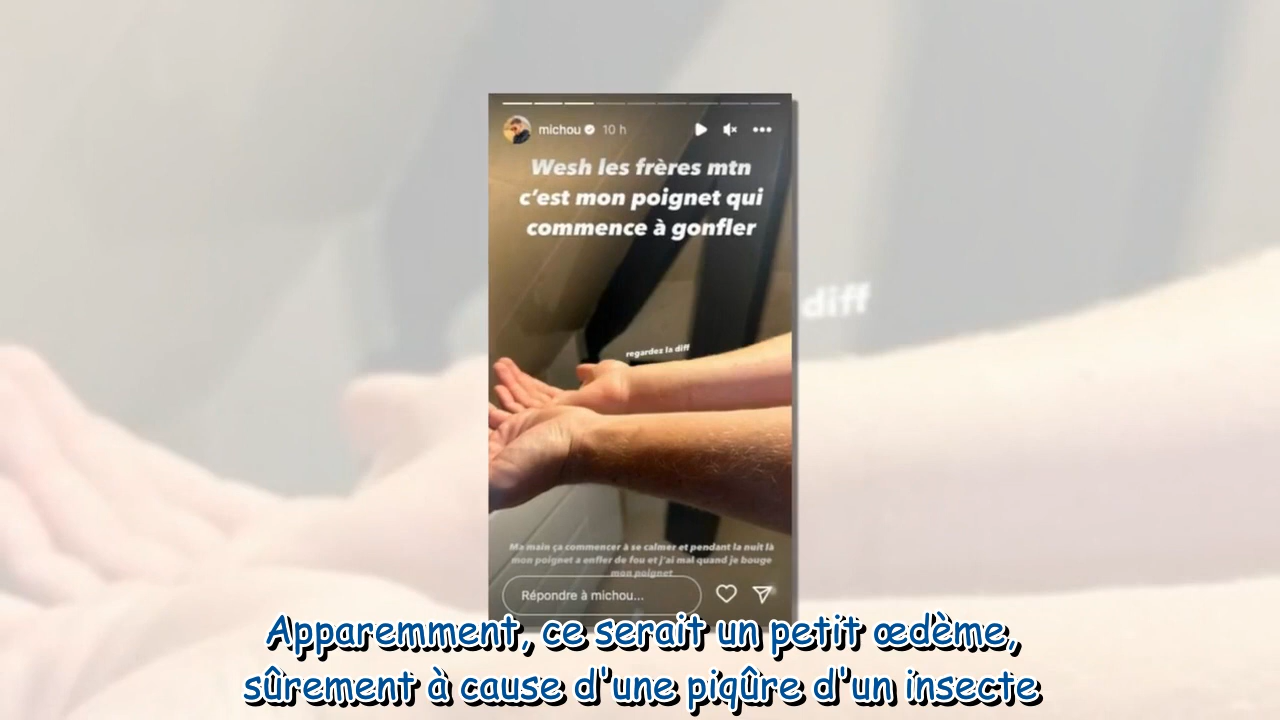 michou 10 h
Wesh les frères mtn
c'est mon poignet qui
commence à gonfler
diff
regardez la diff
Ma main ça commencer à se calmer et pendant la nuit là
mon poignet a enfler de fou et j'ai mal quand je bouge
mon poignet
Répondre à michou...
Apparemment, ce serait un petit œdème,
sûrement à cause d'une piqûre d'un insecte